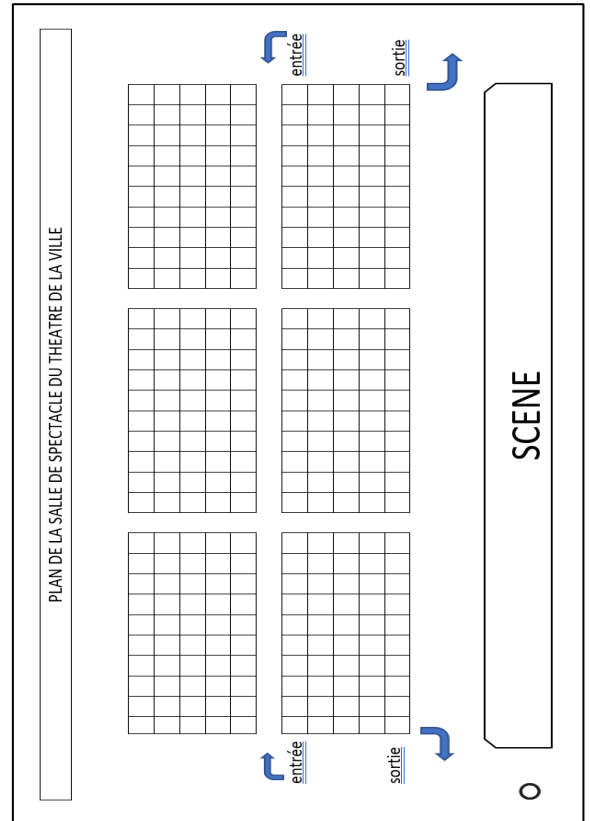 PLAN DE LA SALLE DE SPECTACLE DU THEATRE DE LA VILLE
entrée
sortie
entrée
sortie
SCENE